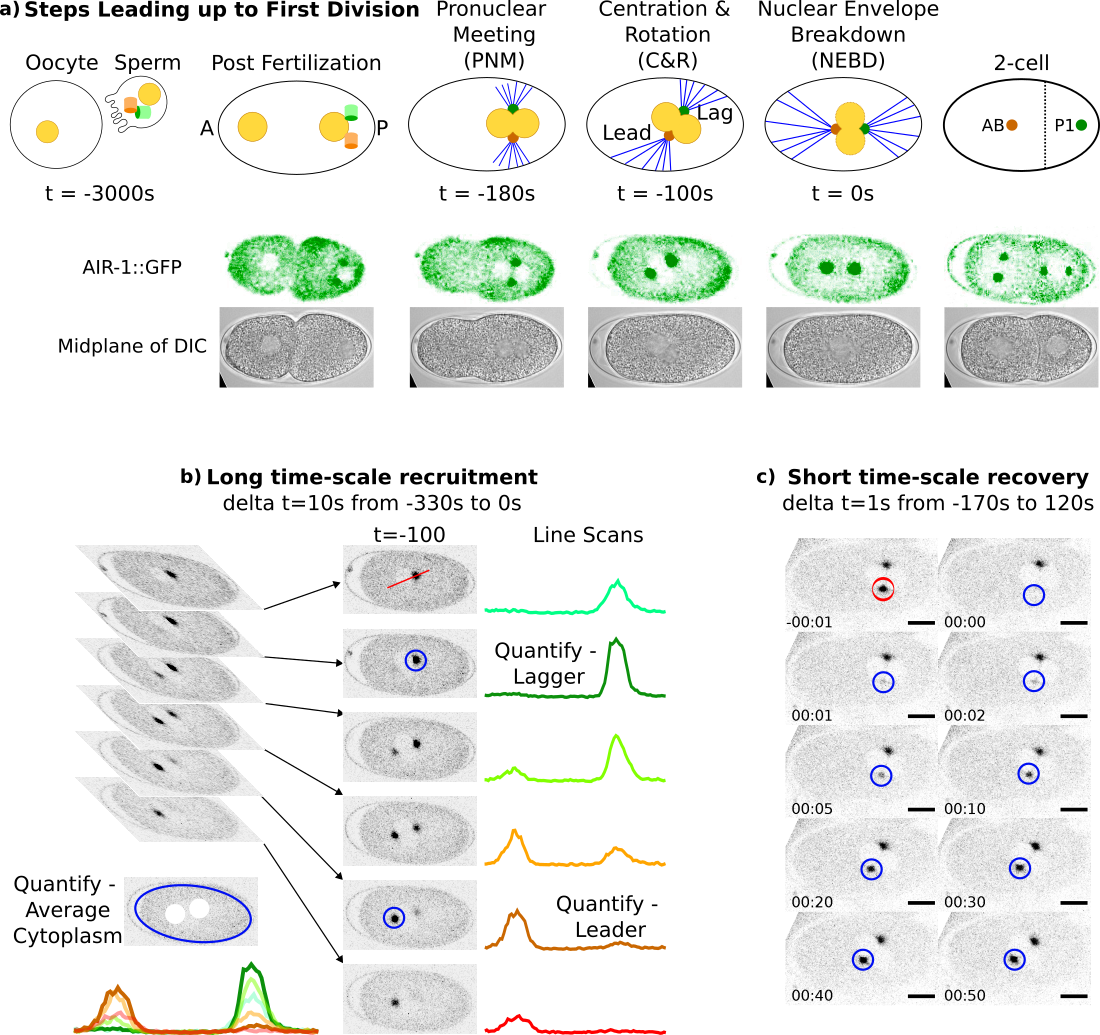 a) Steps Leading up to First Division
Oocyte
Sperm
Post Fertilization
Pronuclear
Meeting
(PNM)
Centration &
Rotation
(C&R)
Nuclear Envelope
Breakdown
(NEBD)
2-cell
A
P
Lead
Lag
AB
P1
t = -3000s
t = -180s
t = -100s
t = 0s
AIR-1::GFP
Midplane of DIC
b) Long time-scale recruitment
delta t=10s from -330s to 0s
t=-100
Line Scans
Quantify -
Lagger
Quantify -
Leader
Quantify -
Average
Cytoplasm
c) Short time-scale recovery
delta t=1s from -170s to 120s
-00:01
00:00
00:01
00:02
00:05
00:10
00:20
00:30
00:40
00:50